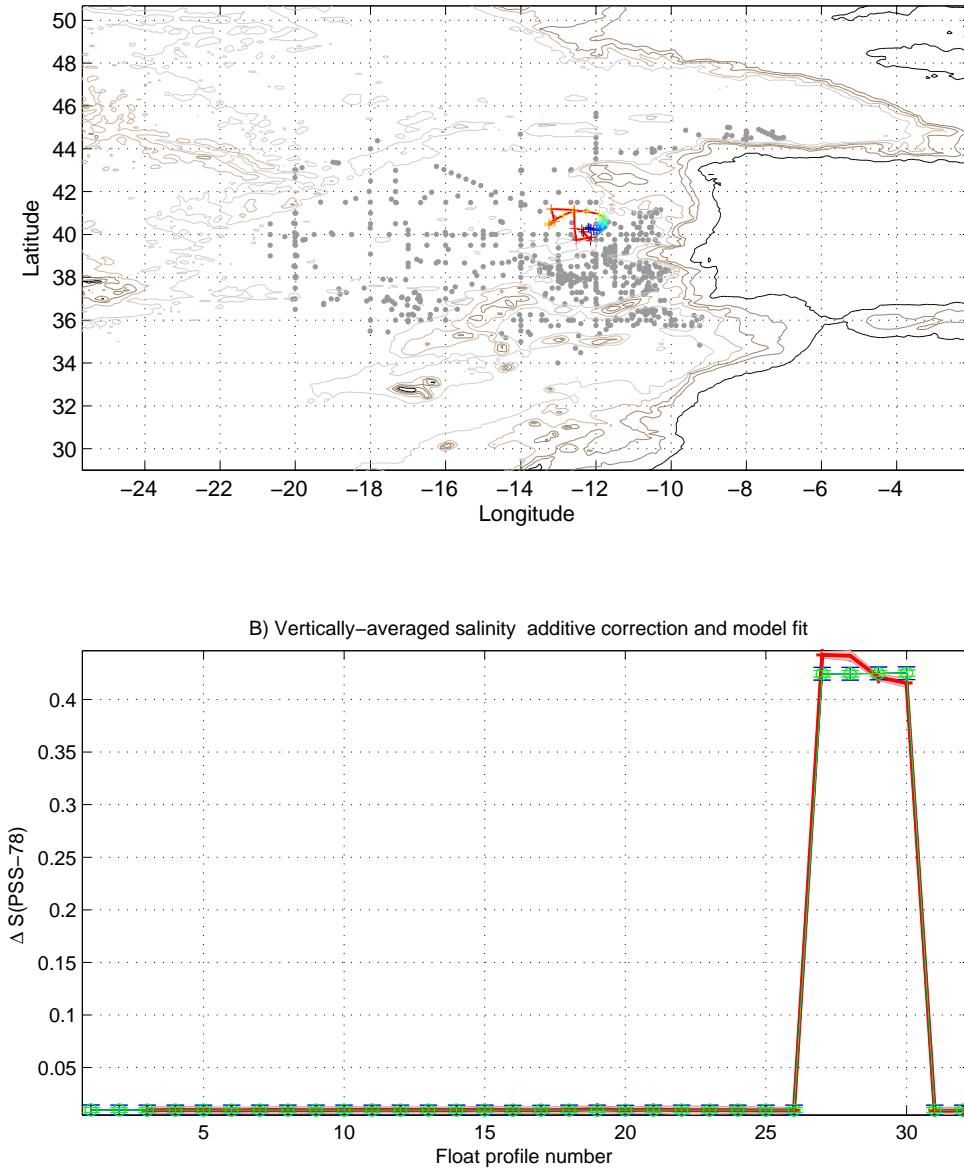 50
48
46
44
42
40
38
36
34
32
30
Latitude
−24 −22 −20 −18 −16 −14 −12 −10 −8 −6 −4
Longitude
B) Vertically−averaged salinity additive correction and model fit
0.4
0.35
0.3
0.25
0.2
0.15
0.1
0.05
Δ S(PSS−78)
5 10 15 20 25 30
Float profile number